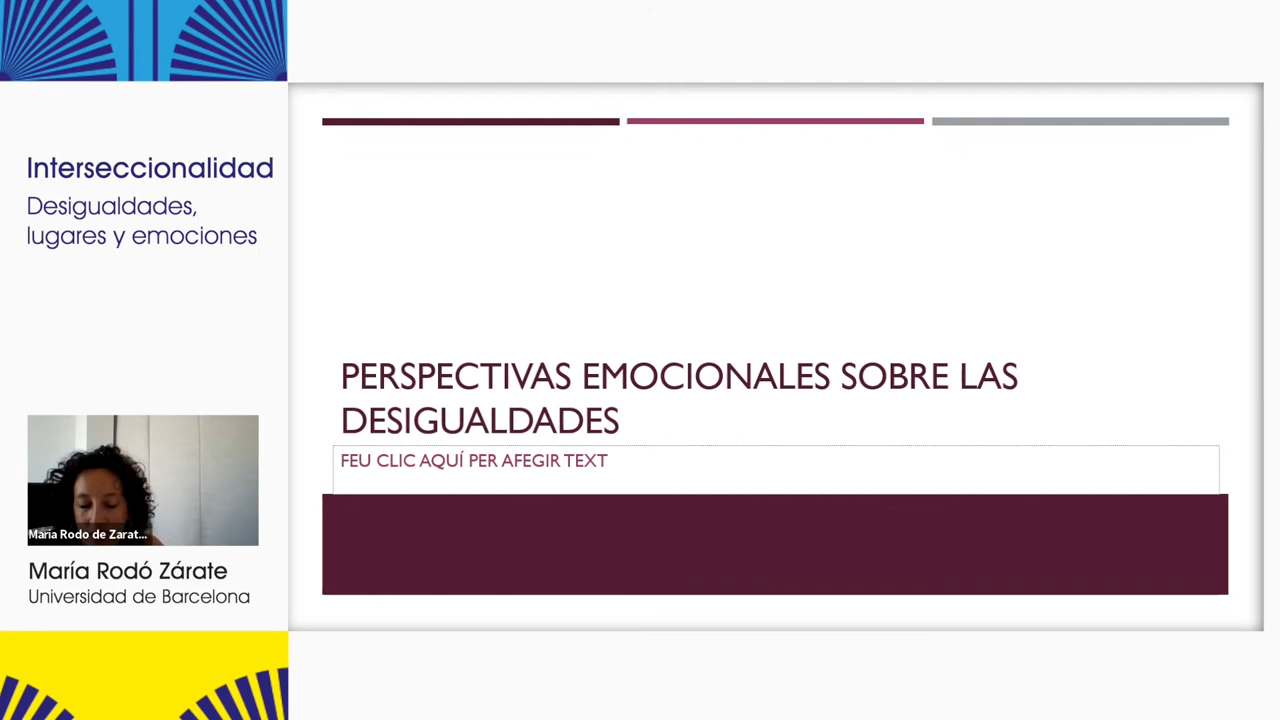 Interseccionalidad
Desigualdades,
lugares y emociones
María Rodo de Zarat...
María Rodó Zárate
Universidad de Barcelona
PERSPECTIVAS EMOCIONALES SOBRE LAS
DESIGUALDADES
FEU CLIC AQUÍ PER AFEGIR TEXT